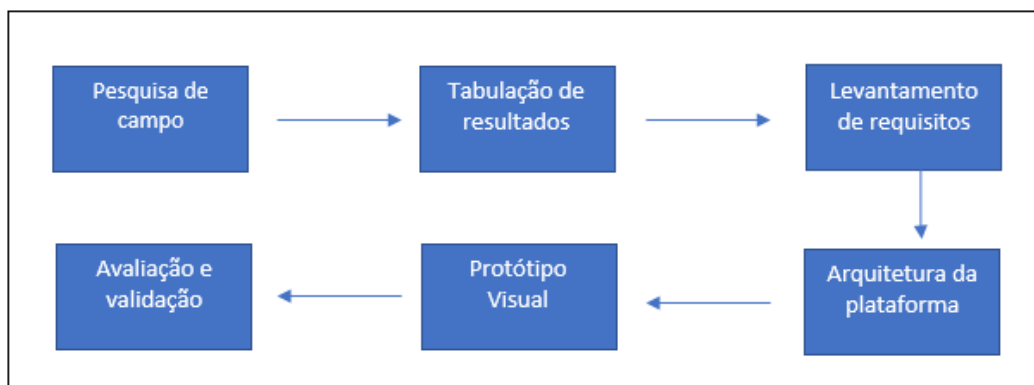 Pesquisa de
campo
Tabulação de
resultados
Levantamento
de requisitos
Arquitetura da
plataforma
Protótipo
Visual
Avaliação e
validação